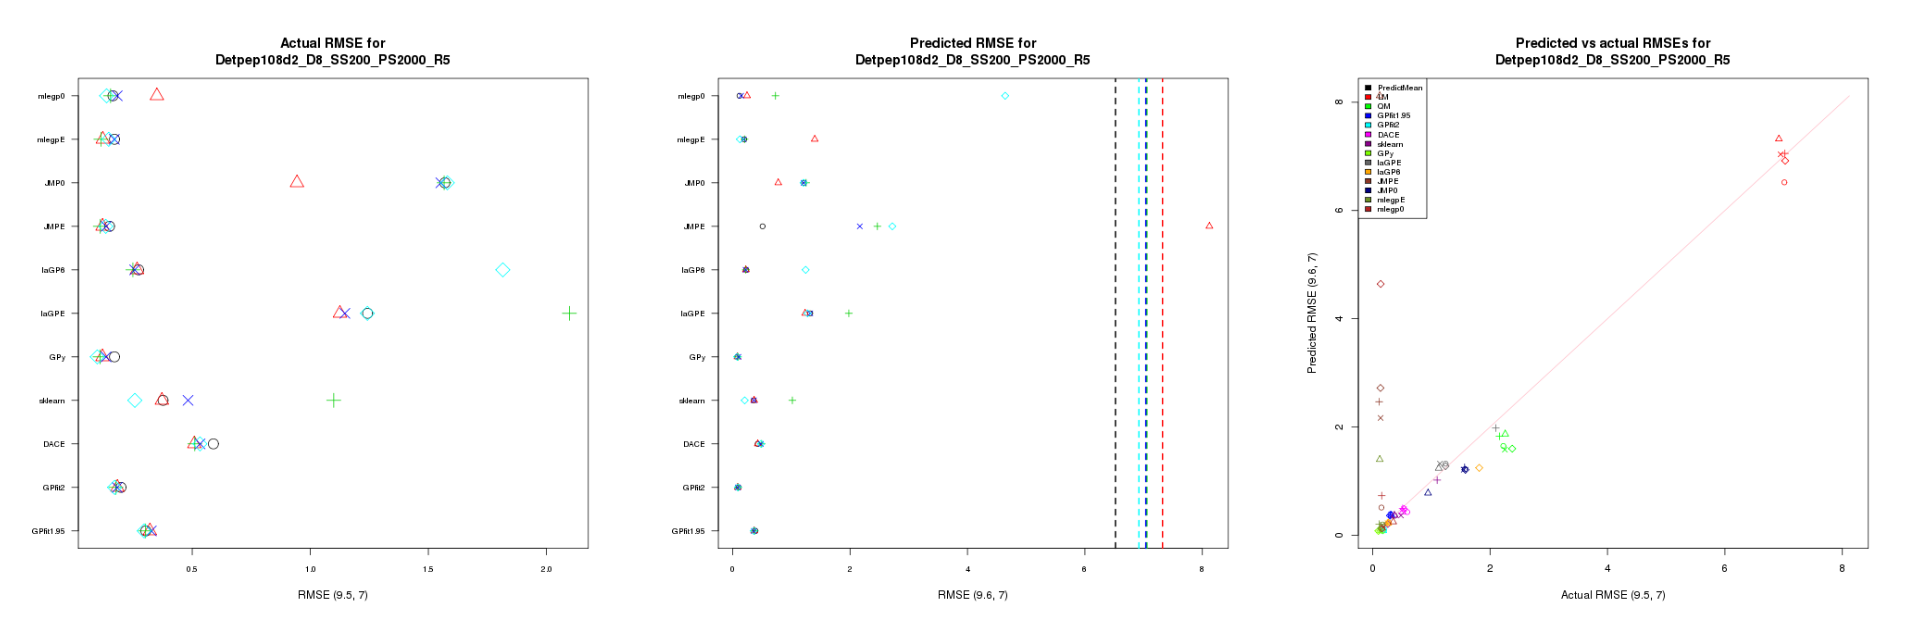 Actual RMSE for
Detpep108d2_D8_SS200_PS2000_R5
mlegp0
mlegpE
JMP0
JMPE
laGP6
laGPE
GPy
sklearn
DACE
GPfit2
GPfit1.95
0.5 1.0 1.5 2.0
RMSE (9.5, 7)
Predicted RMSE for
Detpep108d2_D8_SS200_PS2000_R5
mlegp0
mlegpE
JMP0
JMPE
laGP6
laGPE
GPy
sklearn
DACE
GPfit2
GPfit1.95
0 2 4 6 8
RMSE (9.6, 7)
Predicted vs actual RMSEs for
Detpep108d2_D8_SS200_PS2000_R5
PredictMean
LM
QM
GPfit1.95
GPfit2
DACE
sklearn
GPy
laGPE
laGP6
JMPE
JMP0
mlegpE
mlegp0
8
6
4
2
0
Predicted RMSE (9.6, 7)
0 2 4 6 8
Actual RMSE (9.5, 7)